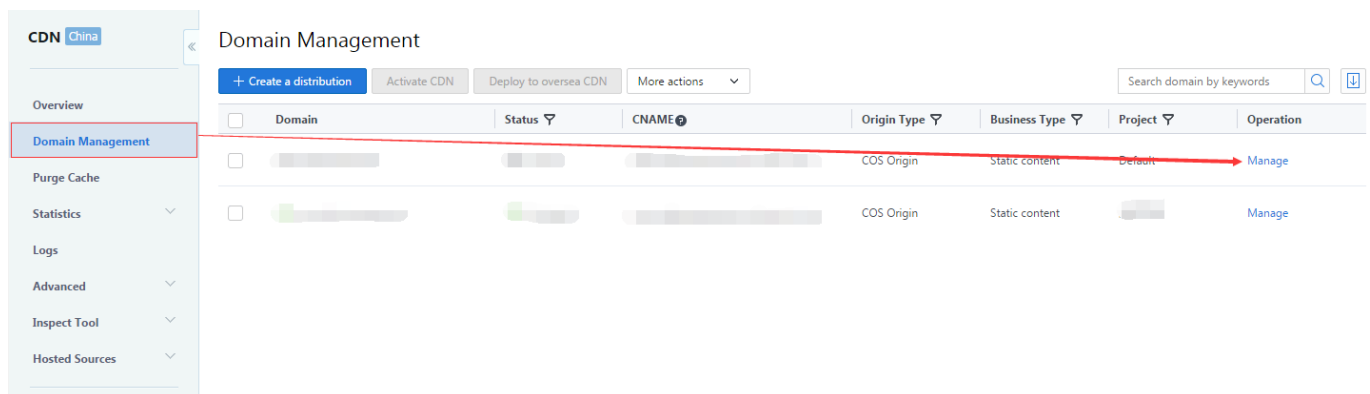 CDN China
«
Domain Management
+ Create a distribution Activate CDN Deploy to oversea CDN More actions Search domain by keywords
Overview
Domain Management
Purge Cache
Statistics
Logs
Advanced
Inspect Tool
Hosted Sources
Domain Status CNAME Origin Type Business Type Project Operation
COS Origin Static content Default Manage
COS Origin Static content Manage